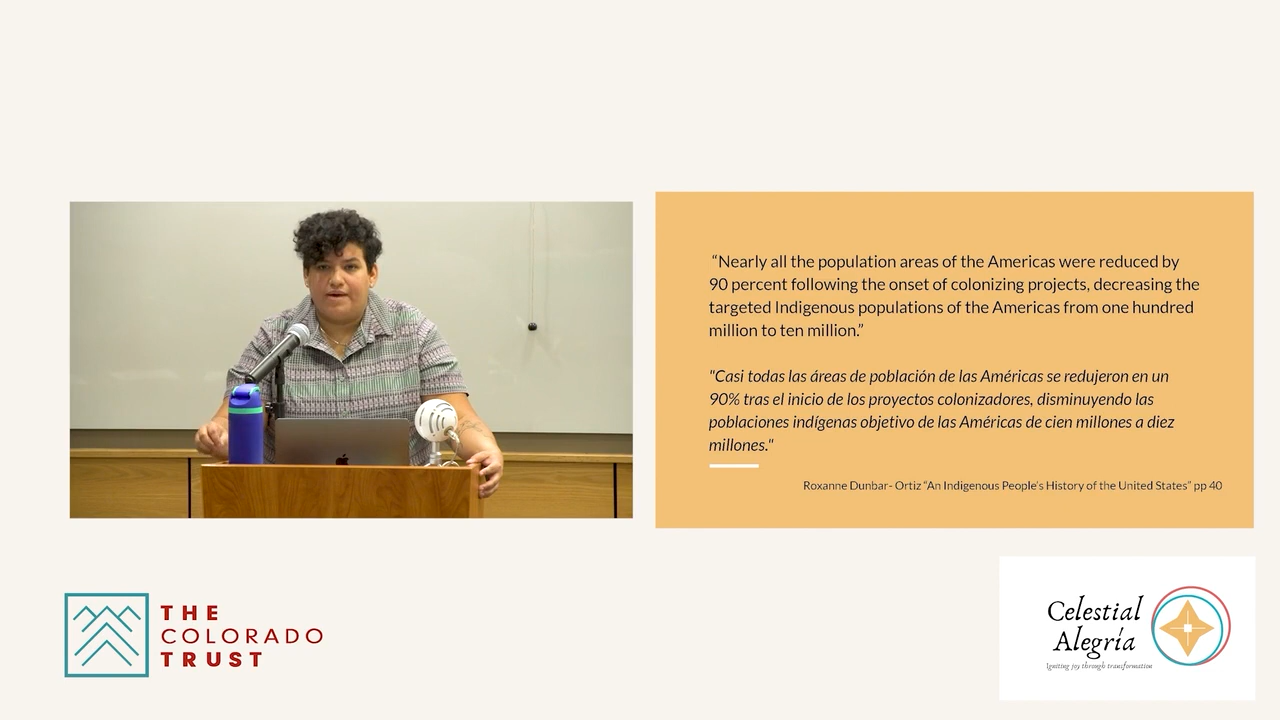 “Nearly all the population areas of the Americas were reduced by
90 percent following the onset of colonizing projects, decreasing the
targeted Indigenous populations of the Americas from one hundred
million to ten million.”
"Casi todas las áreas de población de las Américas se redujeron en un
90% tras el inicio de los proyectos colonizadores, disminuyendo las
poblaciones indígenas objetivo de las Américas de cien millones a diez
millones."
Roxanne Dunbar- Ortiz “An Indigenous People’s History of the United States” pp 40
THE
COLORADO
TRUST
Celestial
Alegría
Igniting joy through transformation